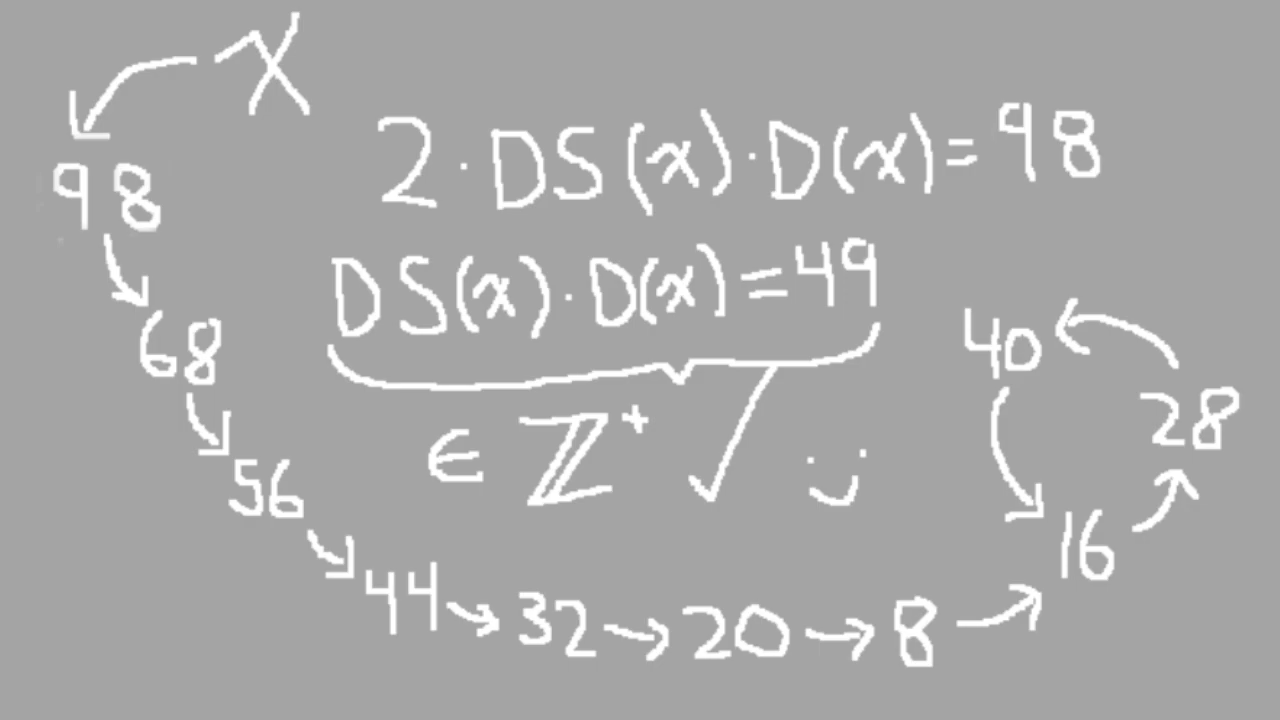 x
2 · DS(x) · D(x) = 98
98
DS(x) · D(x) = 49
68
40
28
∈ ℤ⁺ √ :)
56
16
44 → 32 → 20 → 8